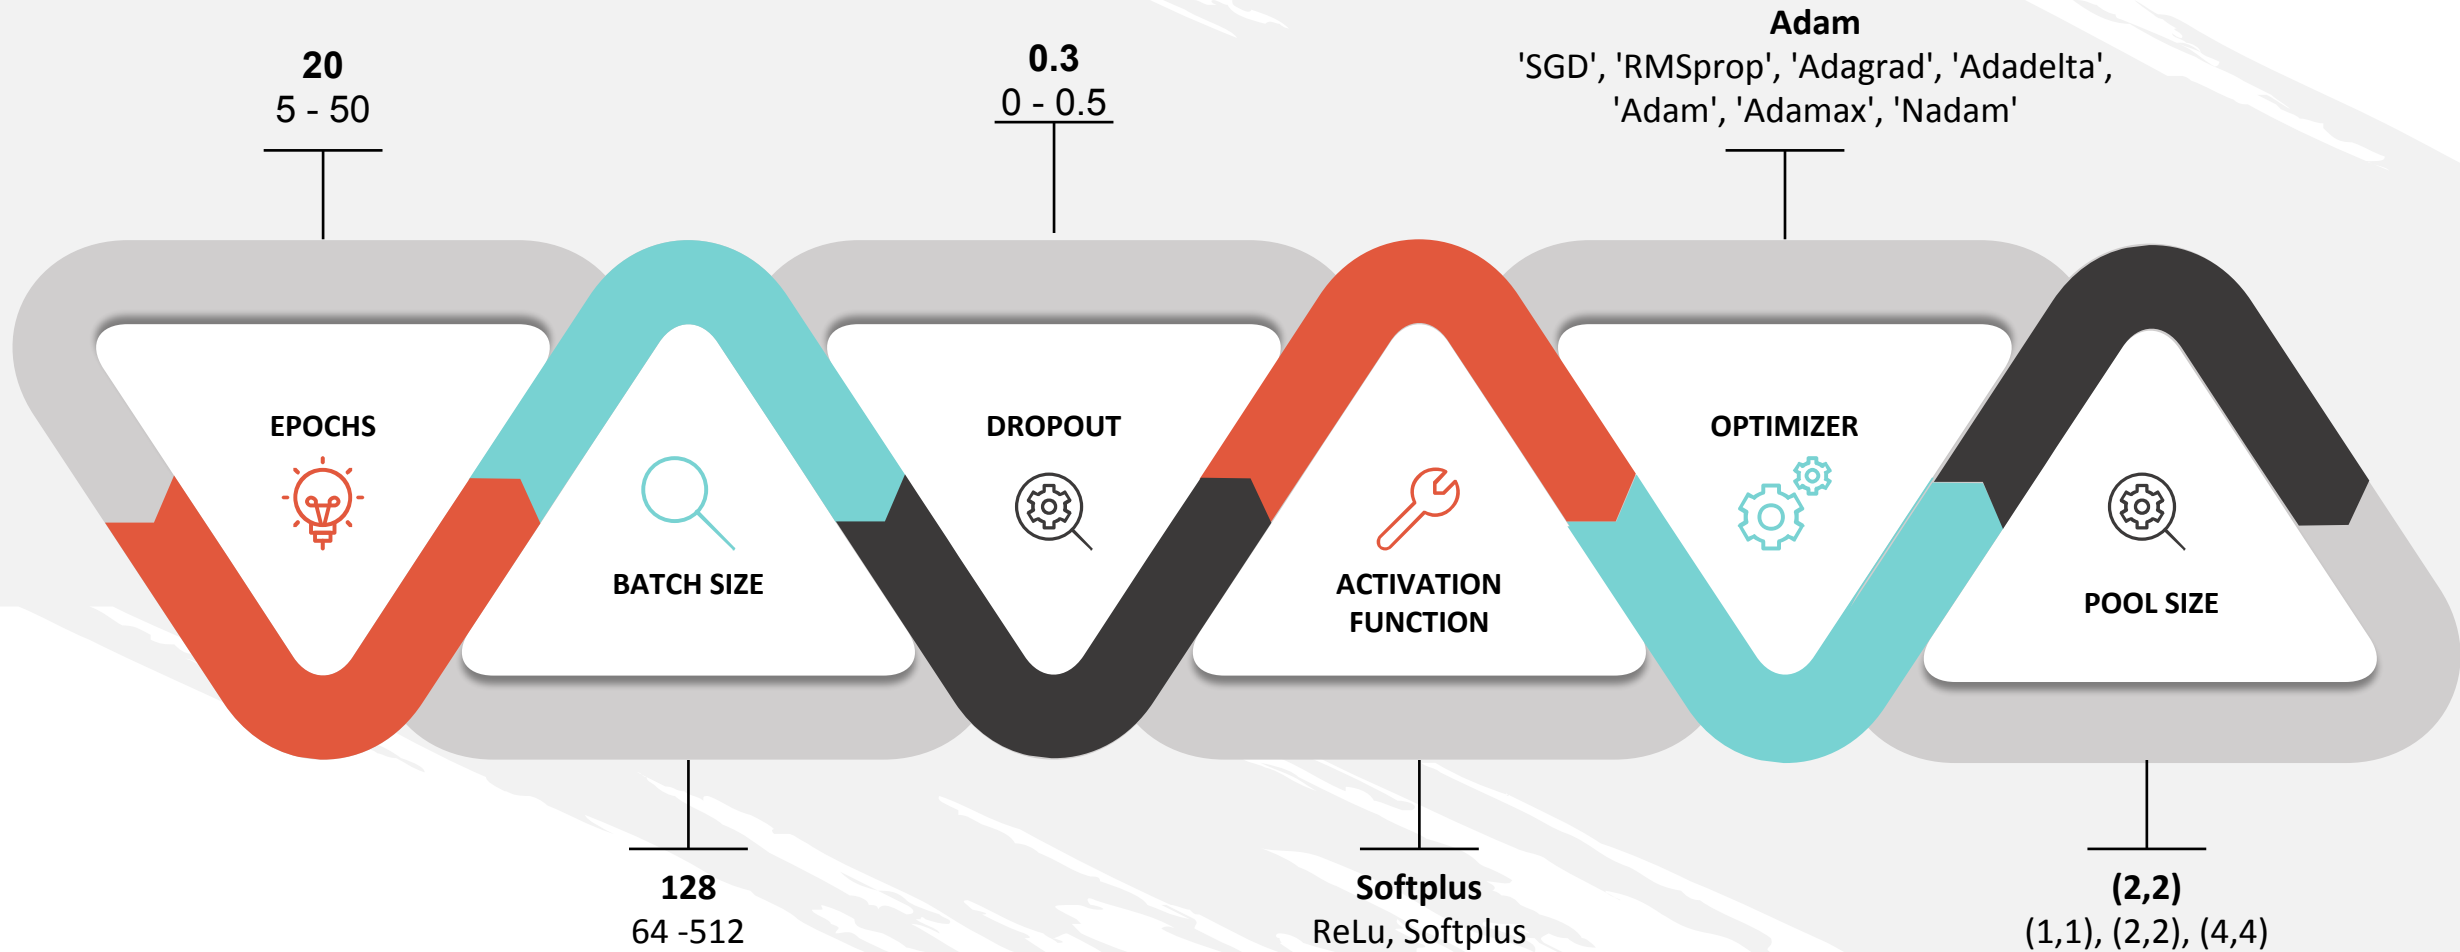 20
5 - 50
0.3
0 - 0.5
Adam
'SGD', 'RMSprop', 'Adagrad', 'Adadelta',
'Adam', 'Adamax', 'Nadam'
EPOCHS
BATCH SIZE
DROPOUT
ACTIVATION
FUNCTION
OPTIMIZER
POOL SIZE
128
64 -512
Softplus
ReLu, Softplus
(2,2)
(1,1), (2,2), (4,4)